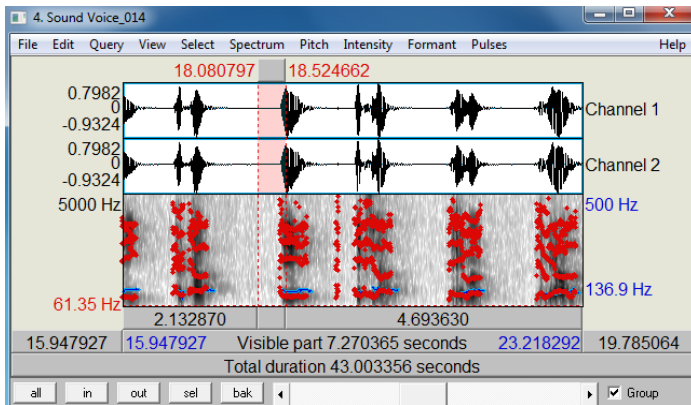 4. Sound Voice_014
File Edit Query View Select Spectrum Pitch Intensity Formant Pulses Help
18.080797 18.524662
0.7982
0
-0.9324
Channel 1
0.7982
0
-0.9324
Channel 2
5000 Hz 500 Hz
61.35 Hz 136.9 Hz
2.132870 4.693630
15.947927 15.947927 Visible part 7.270365 seconds 23.218292 19.785064
Total duration 43.003356 seconds
all in out sel bak Group